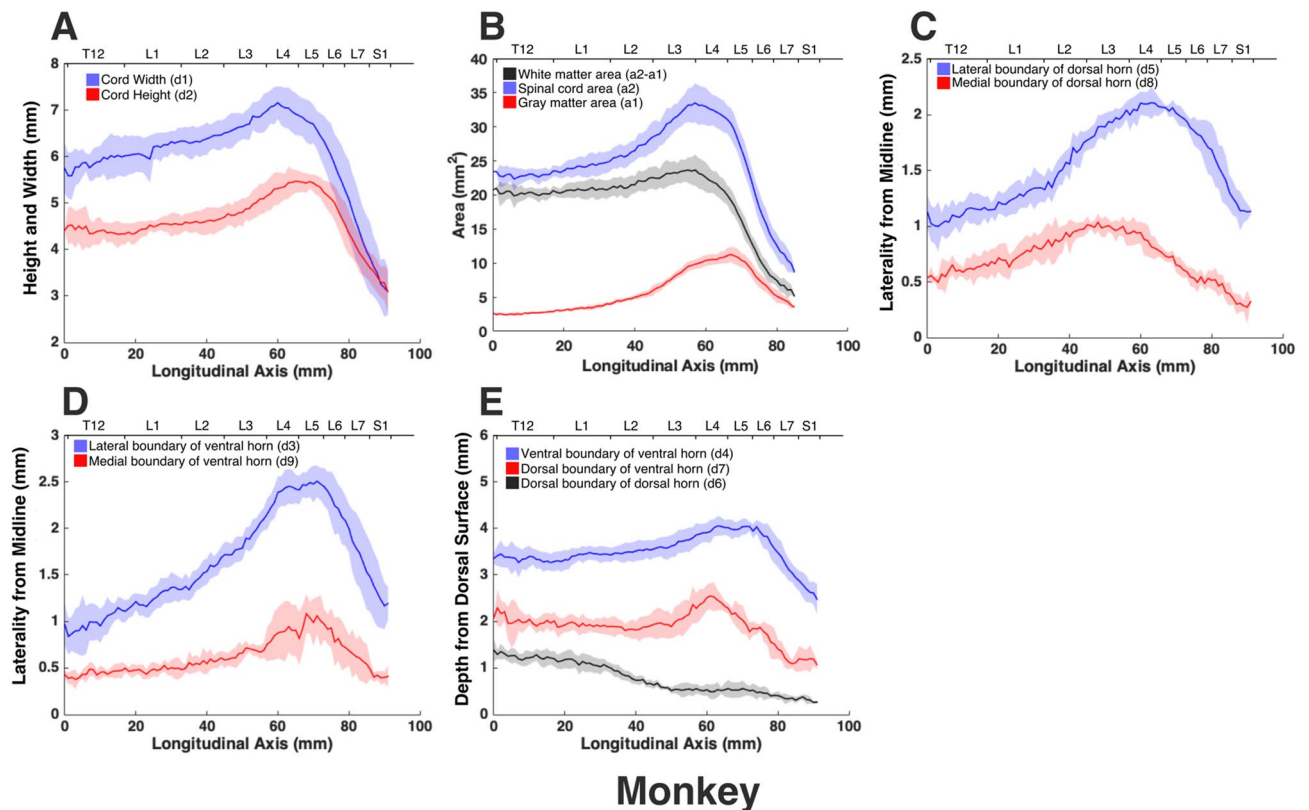 A
T12 L1 L2 L3 L4 L5 L6 L7 S1
Cord Width (d1)
Cord Height (d2)
Height and Width (mm)
8
7
6
5
4
3
2
0 20 40 60 80 100
Longitudinal Axis (mm)
B
T12 L1 L2 L3 L4 L5 L6 L7 S1
White matter area (a2-a1)
Spinal cord area (a2)
Gray matter area (a1)
Area (mm²)
40
35
30
25
20
15
10
5
0
0 20 40 60 80 100
Longitudinal Axis (mm)
C
T12 L1 L2 L3 L4 L5 L6 L7 S1
Lateral boundary of dorsal horn (d5)
Medial boundary of dorsal horn (d8)
Laterality from Midline (mm)
2.5
2
1.5
1
0.5
0
0 20 40 60 80 100
Longitudinal Axis (mm)
D
T12 L1 L2 L3 L4 L5 L6 L7 S1
Lateral boundary of ventral horn (d3)
Medial boundary of ventral horn (d9)
Laterality from Midline (mm)
3
2.5
2
1.5
1
0.5
0
0 20 40 60 80 100
Longitudinal Axis (mm)
E
T12 L1 L2 L3 L4 L5 L6 L7 S1
Ventral boundary of ventral horn (d4)
Dorsal boundary of ventral horn (d7)
Dorsal boundary of dorsal horn (d6)
Depth from Dorsal Surface (mm)
6
5
4
3
2
1
0
0 20 40 60 80 100
Longitudinal Axis (mm)
Monkey